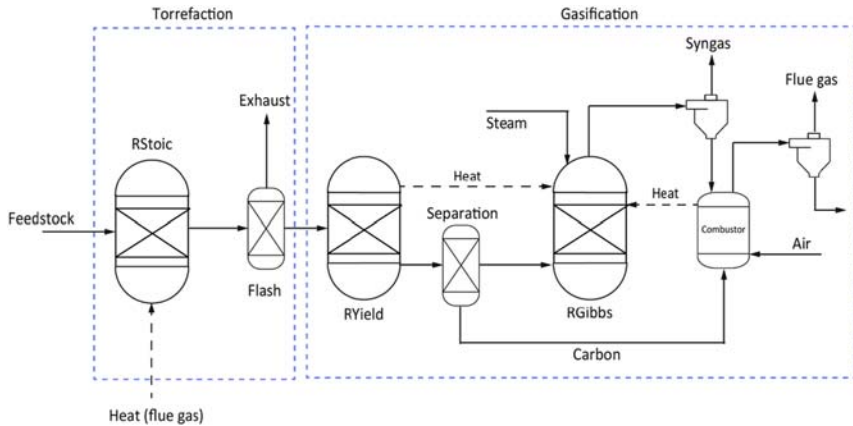 Torrefaction
Gasification
Syngas
Flue gas
Exhaust
Steam
RStoic
Heat
Heat
Separation
Feedstock
Combustor
Air
Flash
RYield
RGibbs
Carbon
Heat (flue gas)